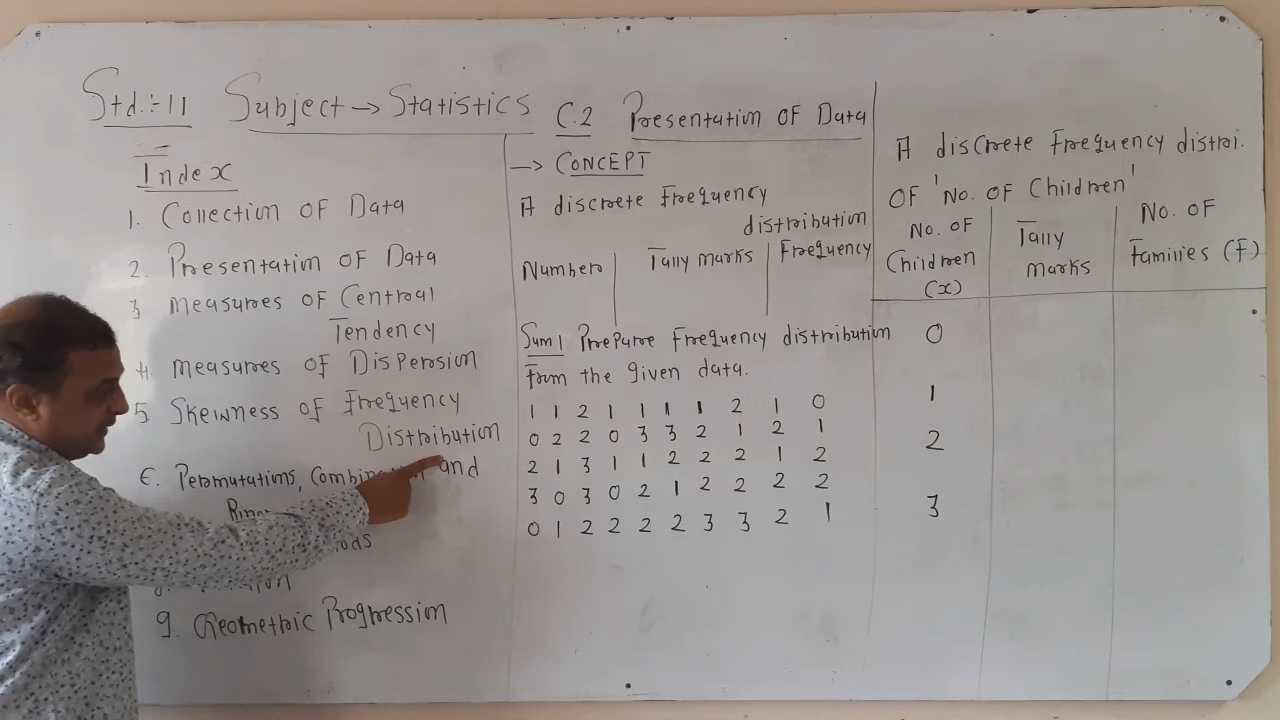 Std.:-11 Subject → Statistics
Index
1. Collection OF Data
2. Presentation OF Data
3 Measures OF Central
Tendency
4. Measures OF Dispersion
5. Skewness of Frequency
Distribution
6. Permutations, and
9. Geometric Progression
C.2 Presentation OF Data
→ CONCEPT
A discrete Frequency
distribution
Numbers Tally marks Frequency
Sum 1 Prepare Frequency distribution
From the given data.
1 1 2 1 1 1 1 2 1 0
0 2 2 0 3 3 2 1 2 1
2 1 3 1 1 2 2 2 1 2
3 0 3 0 2 1 2 2 2 2
0 1 2 2 2 2 3 3 2 1
A discrete Frequency distri.
OF 'No. OF Children'
No. OF Children (x) Tally marks No. OF Families (f)
0
1
2
3